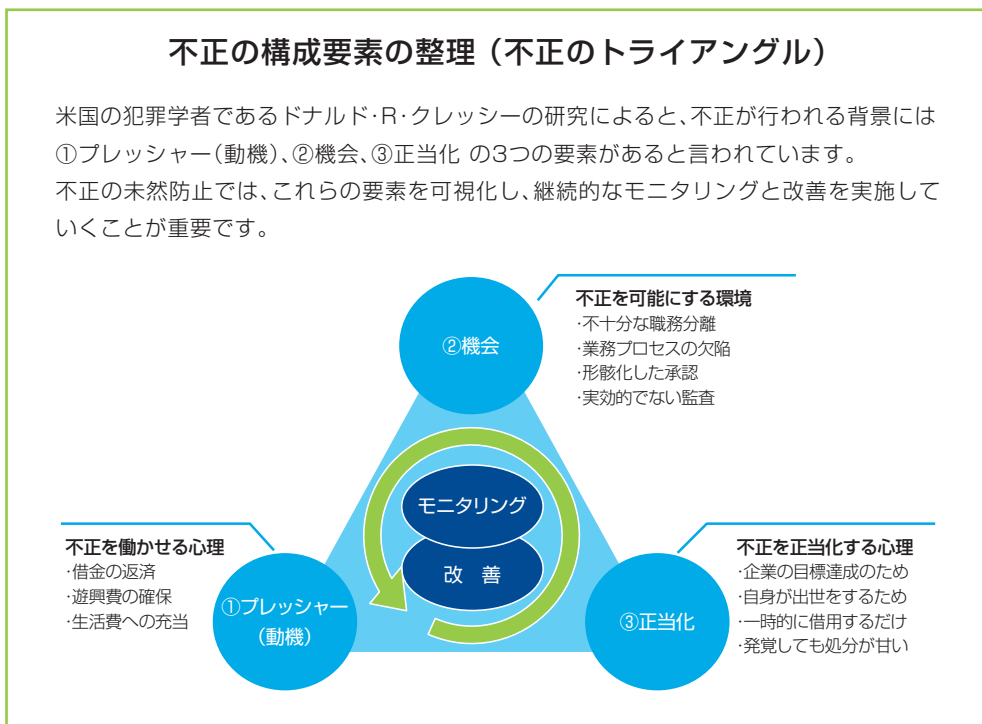 不正の構成要素の整理（不正のトライアングル）
米国の犯罪学者であるドナルド・R・クレッシーの研究によると、不正が行われる背景には
①プレッシャー（動機）、②機会、③正当化 の3つの要素があると言われています。
不正の未然防止では、これらの要素を可視化し、継続的なモニタリングと改善を実施して
いくことが重要です。
②機会
不正を可能にする環境
・不十分な職務分離
・業務プロセスの欠陥
・形骸化した承認
・実効的でない監査
モニタリング
改 善
不正を働かせる心理
・借金の返済
・遊興費の確保
・生活費への充当
①プレッシャー
（動機）
③正当化
不正を正当化する心理
・企業の目標達成のため
・自身が出世をするため
・一時的に借用するだけ
・発覚しても処分が甘い